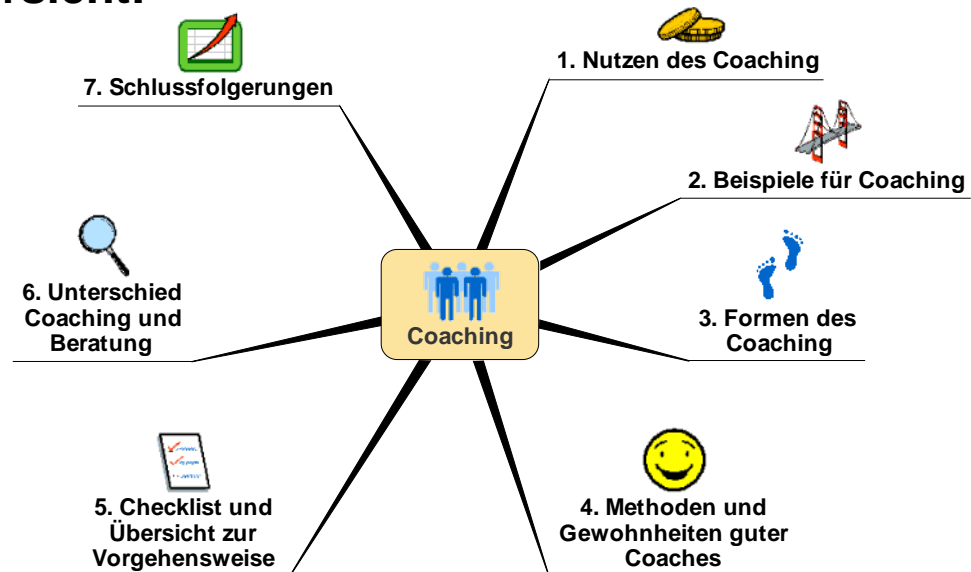 7. Schlussfolgerungen
1. Nutzen des Coaching
2. Beispiele für Coaching
6. Unterschied
Coaching und
Beratung
Coaching
3. Formen des
Coaching
5. Checklist und
Übersicht zur
Vorgehensweise
4. Methoden und
Gewohnheiten guter
Coaches